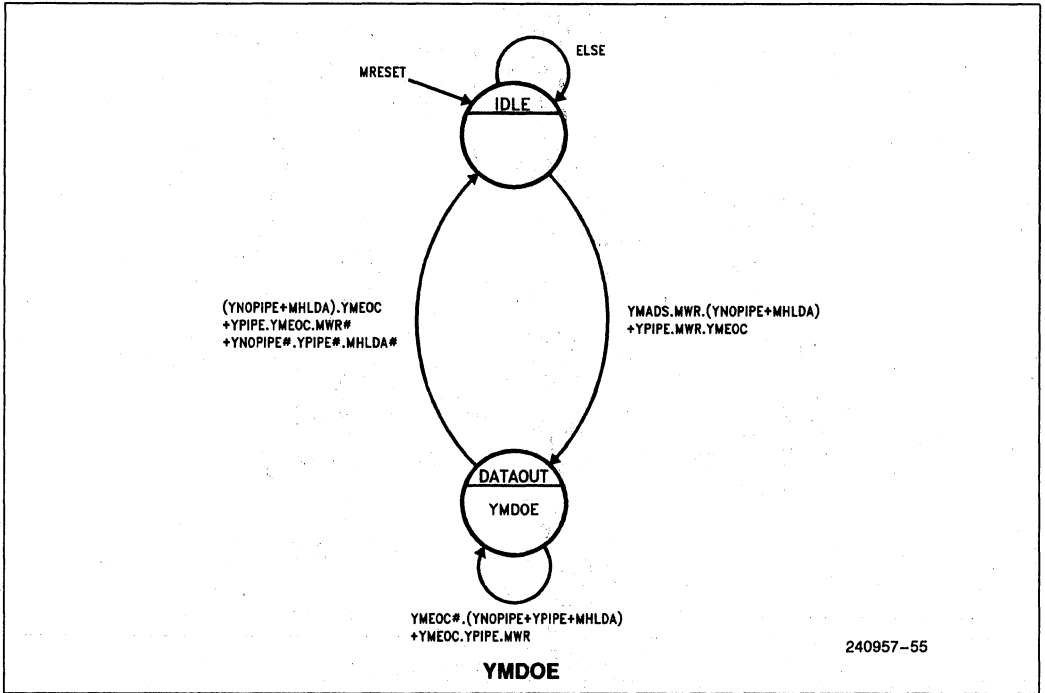 ELSE
MRESET
IDLE
(YNOPIPE+MHLDA).YMEOC
+YPIPE.YMEOC.MWR#
+YNOPIPE#.YPIPE#.MHLDA#
YMADS.MWR.(YNOPIPE+MHLDA)
+YPIPE.MWR.YMEOC
DATAOUT
YMDOE
YMEOC#.(YNOPIPE+YPIPE+MHLDA)
+YMEOC.YPIPE.MWR
240957-55
YMDOE